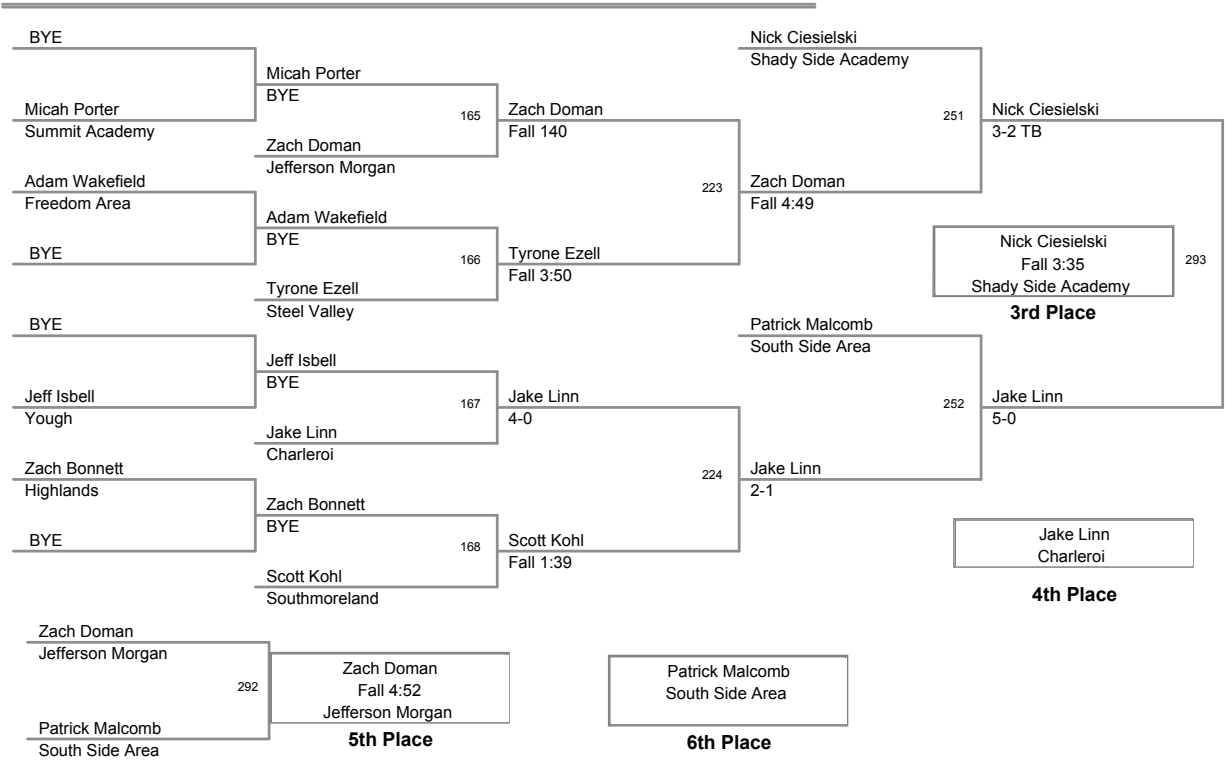 BYE
Nick Ciesielski
Shady Side Academy
Micah Porter
BYE
Micah Porter
Summit Academy
165
Zach Doman
Fall 140
251
Nick Ciesielski
3-2 TB
Zach Doman
Jefferson Morgan
Adam Wakefield
Freedom Area
223
Zach Doman
Fall 4:49
Adam Wakefield
BYE
BYE
166
Tyrone Ezell
Fall 3:50
Nick Ciesielski
Fall 3:35
Shady Side Academy
293
3rd Place
Tyrone Ezell
Steel Valley
BYE
Patrick Malcomb
South Side Area
Jeff Isbell
BYE
Jeff Isbell
Yough
167
Jake Linn
4-0
252
Jake Linn
5-0
Jake Linn
Charleroi
Zach Bonnett
Highlands
224
Jake Linn
2-1
Zach Bonnett
BYE
BYE
168
Scott Kohl
Fall 1:39
Jake Linn
Charleroi
4th Place
Scott Kohl
Southmoreland
Zach Doman
Jefferson Morgan
292
Zach Doman
Fall 4:52
Jefferson Morgan
5th Place
Patrick Malcomb
South Side Area
6th Place
Patrick Malcomb
South Side Area